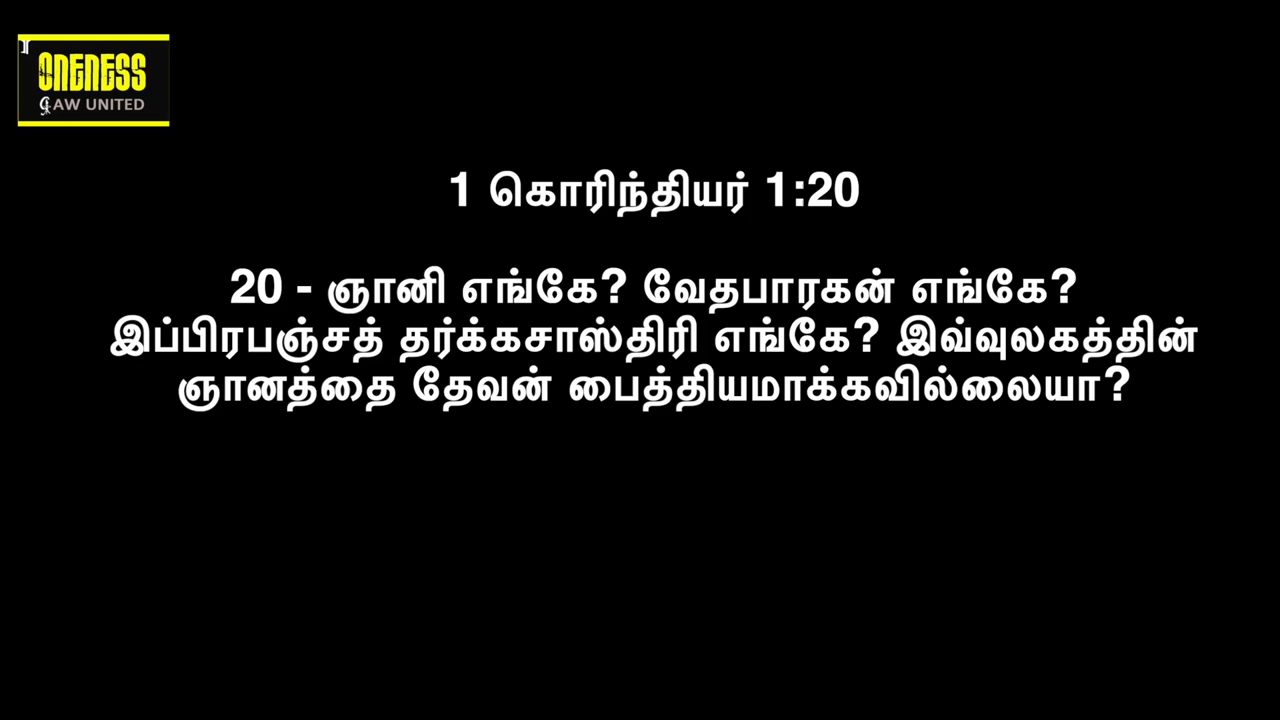 ONENESS
AW UNITED
1 கொரிந்தியர் 1:20
20 - ஞானி எங்கே? வேதபாரகன் எங்கே?
இப்பிரபஞ்சத் தர்க்கசாஸ்திரி எங்கே? இவ்வுலகத்தின்
ஞானத்தை தேவன் பைத்தியமாக்கவில்லையா?